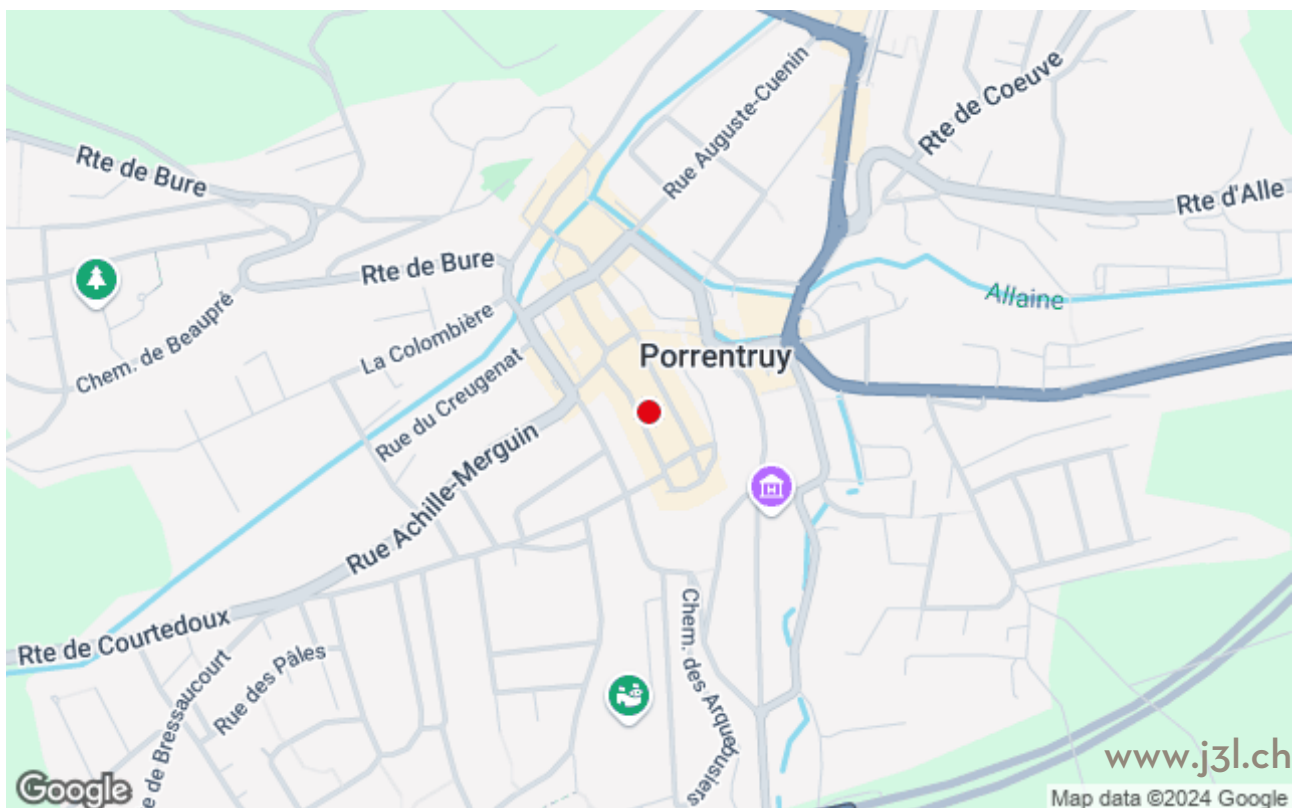 Rue Auguste-Cuenin
Rte de Coeuve
Rte de Bure
Rte d'Alle
Rte de Bure
Allaine
Chem. de Beaupré
La Colombière
Porrentruy
Rue du Creugenat
Rue Achille-Merguin
Rte de Courtedoux
Chem. des Arquebusiers
Rue des Pâles
e de Bressaucourt
www.j3l.ch
Google
Map data ©2024 Google